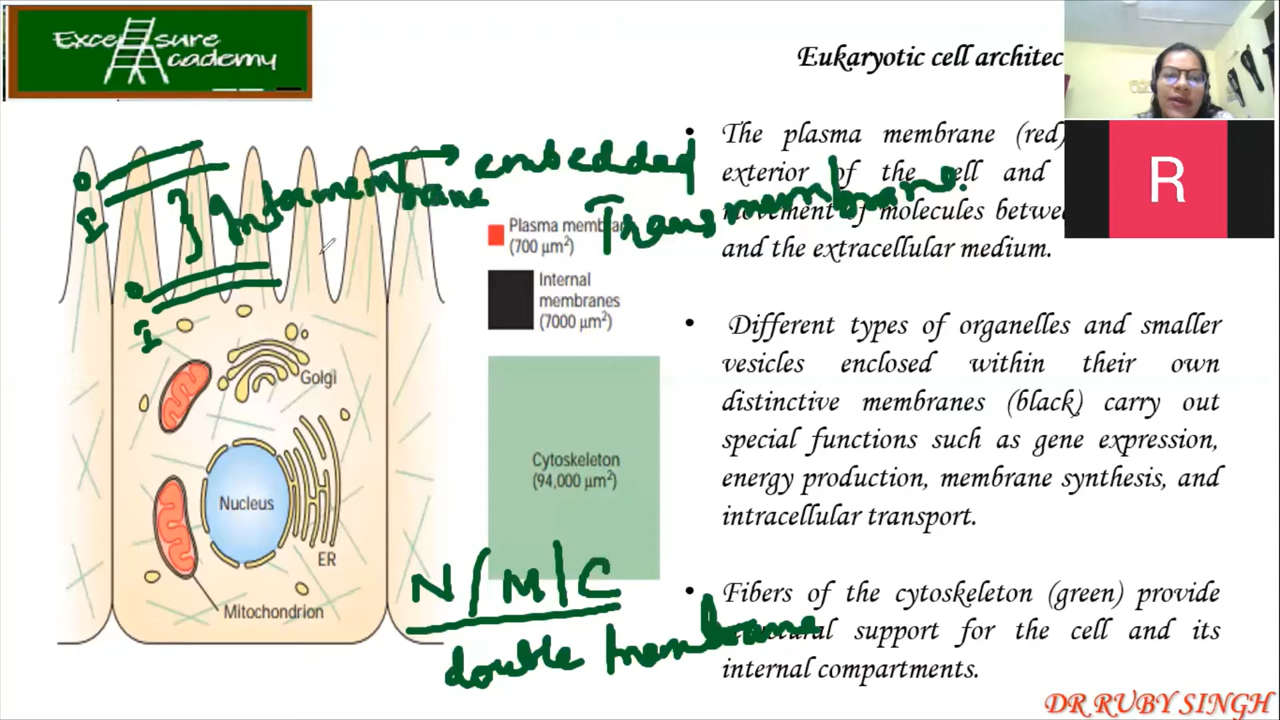 Excelsure
Academy
Eukaryotic cell architec
• The plasma membrane (red)
exterior of the cell and
movement of molecules betwe
and the extracellular medium.
• Different types of organelles and smaller
vesicles enclosed within their own
distinctive membranes (black) carry out
special functions such as gene expression,
energy production, membrane synthesis, and
intracellular transport.
• Fibers of the cytoskeleton (green) provide
structural support for the cell and its
internal compartments.
R
O
I
Intermembrane
embedded
Transmembrane.
O
I
Plasma membran
(700 μm²)
Internal
membranes
(7000 μm²)
Cytoskeleton
(94,000 μm²)
Golgi
Nucleus
ER
Mitochondrion
N/M/C
double membrane
DR RUBY SINGH